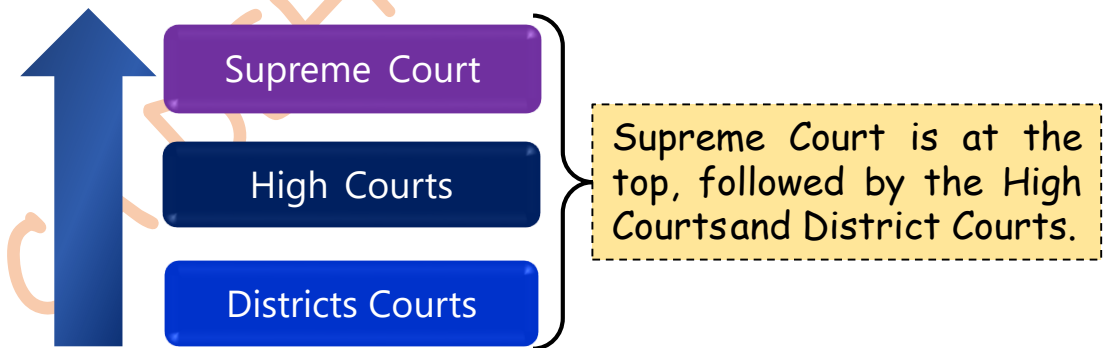 Supreme Court
High Courts
Districts Courts
Supreme Court is at the
top, followed by the High
Courtsand District Courts.